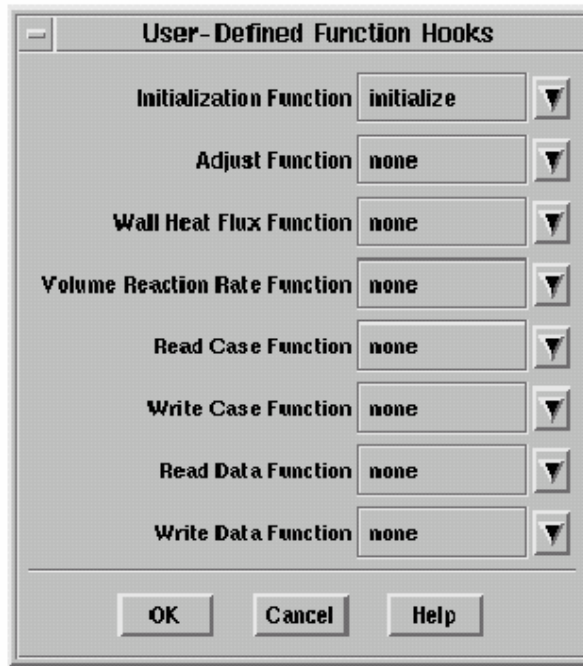 User-Defined Function Hooks
Initialization Function initialize
Adjust Function none
Wall Heat Flux Function none
Volume Reaction Rate Function none
Read Case Function none
Write Case Function none
Read Data Function none
Write Data Function none
OK Cancel Help